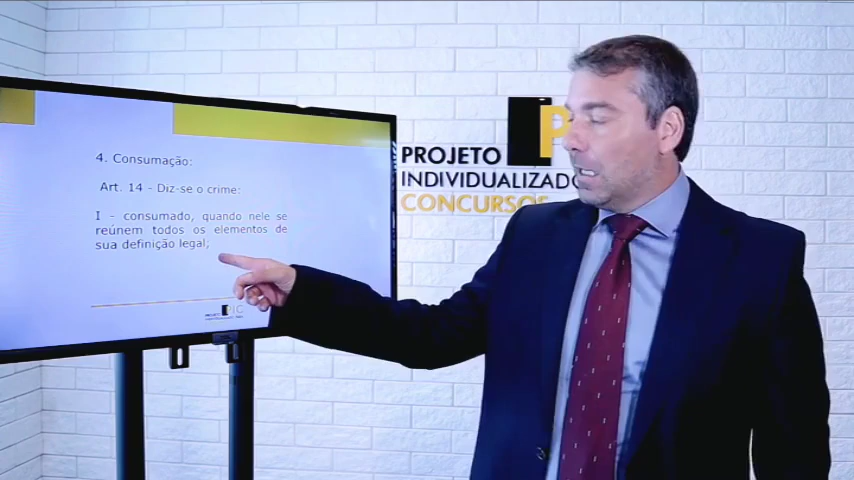 4. Consumação:
Art. 14 - Diz-se o crime:
I - consumado, quando nele se
reúnem todos os elementos de
sua definição legal;
PROJETO
PROJETO
CONCURSOS